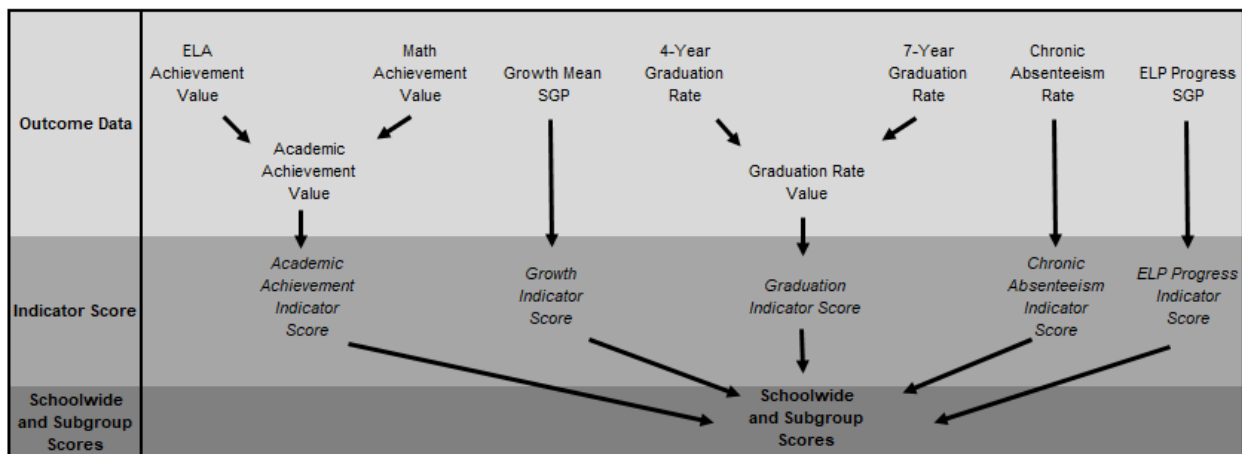 Outcome Data
ELA
Achievement
Value
Math
Achievement
Value
Growth Mean
SGP
4-Year
Graduation
Rate
7-Year
Graduation
Rate
Chronic
Absenteeism
Rate
ELP Progress
SGP
Academic
Achievement
Value
Graduation Rate
Value
Indicator Score
Academic
Achievement
Indicator
Score
Growth
Indicator
Score
Graduation
Indicator Score
Chronic
Absenteeism
Indicator
Score
ELP Progress
Indicator
Score
Schoolwide
and Subgroup
Scores
Schoolwide
and Subgroup
Scores